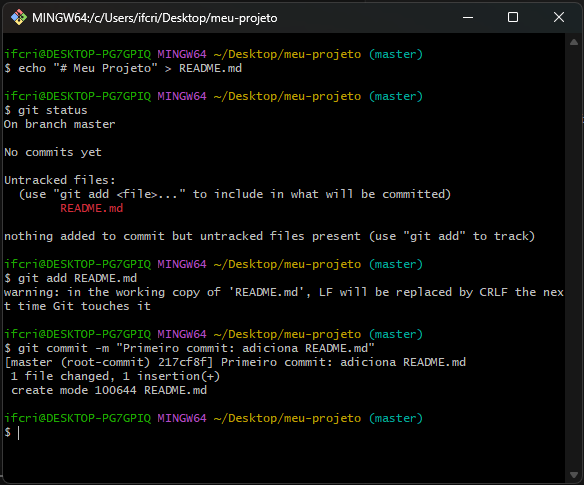 MINGW64:/c/Users/ifcri/Desktop/meu-projeto
ifcri@DESKTOP-PG7GPIQ MINGW64 ~/Desktop/meu-projeto (master)
$ echo "# Meu Projeto" > README.md
ifcri@DESKTOP-PG7GPIQ MINGW64 ~/Desktop/meu-projeto (master)
$ git status
On branch master
No commits yet
Untracked files:
  (use "git add <file>..." to include in what will be committed)
        README.md
nothing added to commit but untracked files present (use "git add" to track)
ifcri@DESKTOP-PG7GPIQ MINGW64 ~/Desktop/meu-projeto (master)
$ git add README.md
warning: in the working copy of 'README.md', LF will be replaced by CRLF the nex
t time Git touches it
ifcri@DESKTOP-PG7GPIQ MINGW64 ~/Desktop/meu-projeto (master)
$ git commit -m "Primeiro commit: adiciona README.md"
[master (root-commit) 217cf8f] Primeiro commit: adiciona README.md
 1 file changed, 1 insertion(+)
 create mode 100644 README.md
ifcri@DESKTOP-PG7GPIQ MINGW64 ~/Desktop/meu-projeto (master)
$